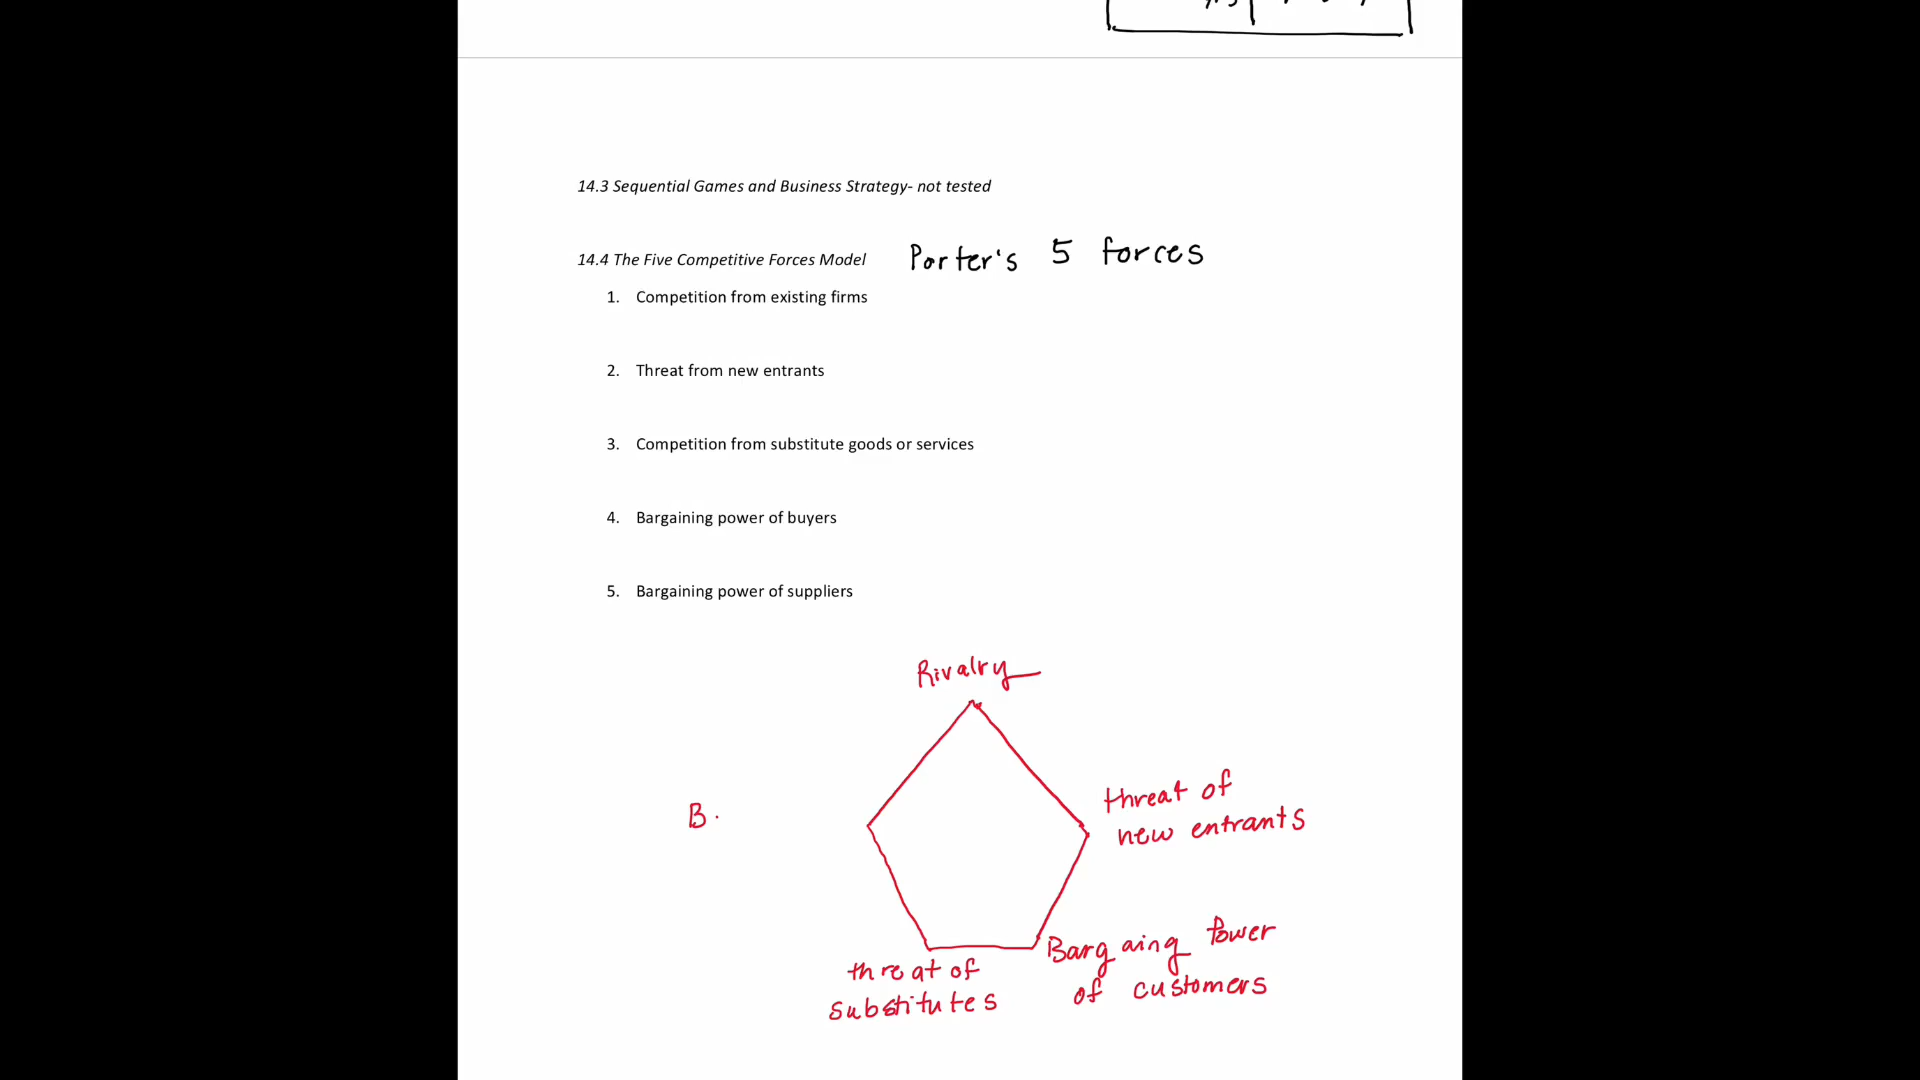 14.3 Sequential Games and Business Strategy- not tested
14.4 The Five Competitive Forces Model Porter's 5 forces
1. Competition from existing firms
2. Threat from new entrants
3. Competition from substitute goods or services
4. Bargaining power of buyers
5. Bargaining power of suppliers
Rivalry
threat of
new entrants
B.
Bargaing Power
of customers
threat of
substitutes